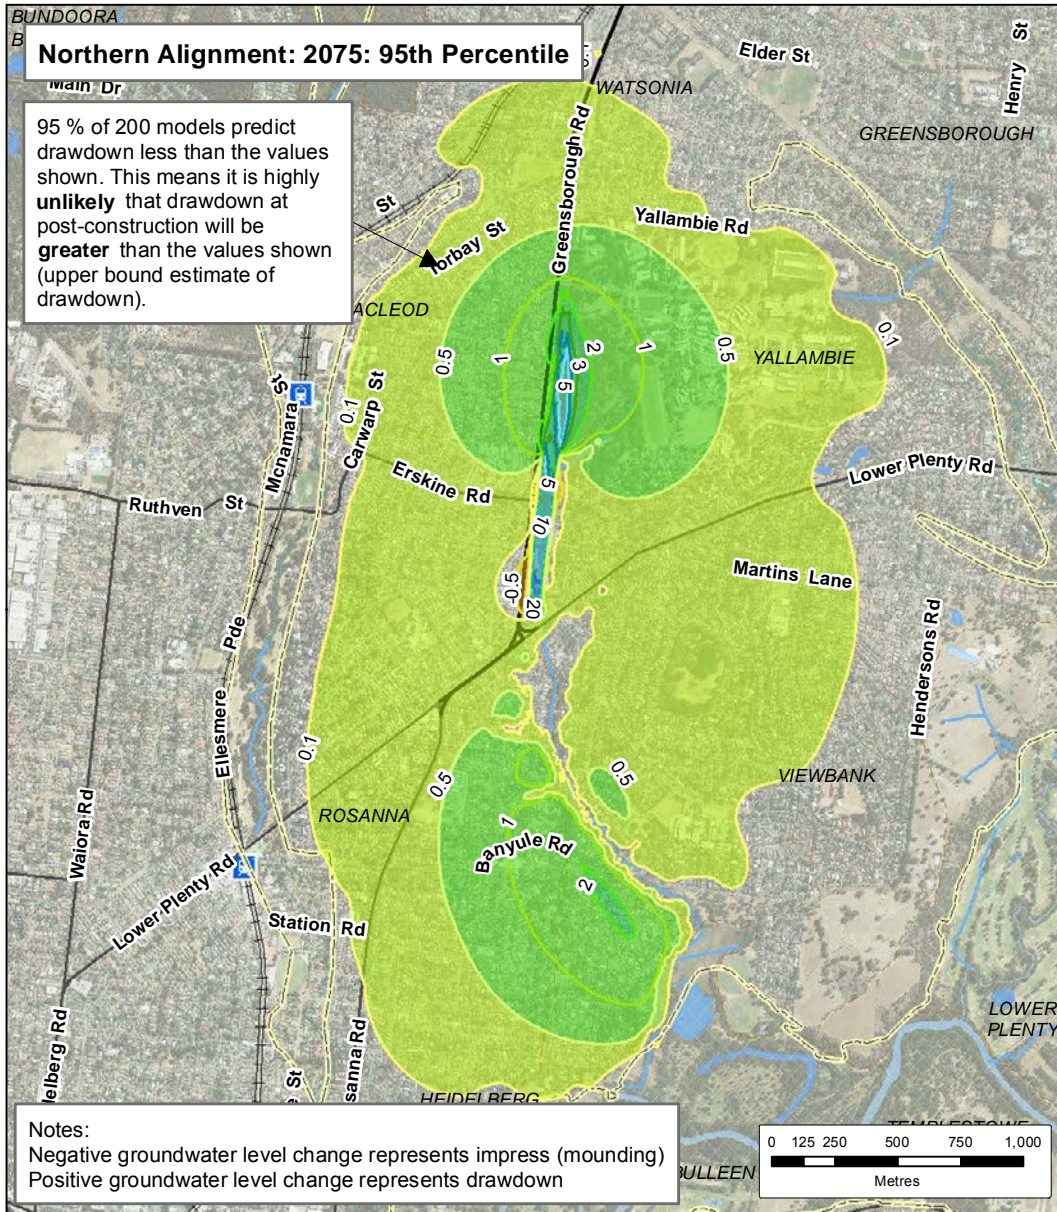 BUNDOORA
B
Northern Alignment: 2075: 95th Percentile
Main Dr
95 % of 200 models predict
drawdown less than the values
shown. This means it is highly
unlikely that drawdown at
post-construction will be
greater than the values shown
(upper bound estimate of
drawdown).
WATSONIA
Elder St
Henry St
GREENSBOROUGH
Greensborough Rd
St
Torbay St
Yallambie Rd
ACLEOD
YALLAMBIE
0.1
0.5
1
2
3
5
1
0.5
0.1
Mcnamara St
Carwarp St
Erskine Rd
Ruthven St
Lower Plenty Rd
5
10
-0.5
20
Martins Lane
Hendersons Rd
Ellesmere Pde
0.1
0.5
0.5
VIEWBANK
ROSANNA
1
Banyule Rd
2
Waiora Rd
Lower Plenty Rd
Station Rd
LOWER
PLENTY
delberg Rd
e St
sanna Rd
HEIDELBERG
TEMPLESTOWE
BULLEEN
Notes:
Negative groundwater level change represents impress (mounding)
Positive groundwater level change represents drawdown
0 125 250 500 750 1,000
Metres